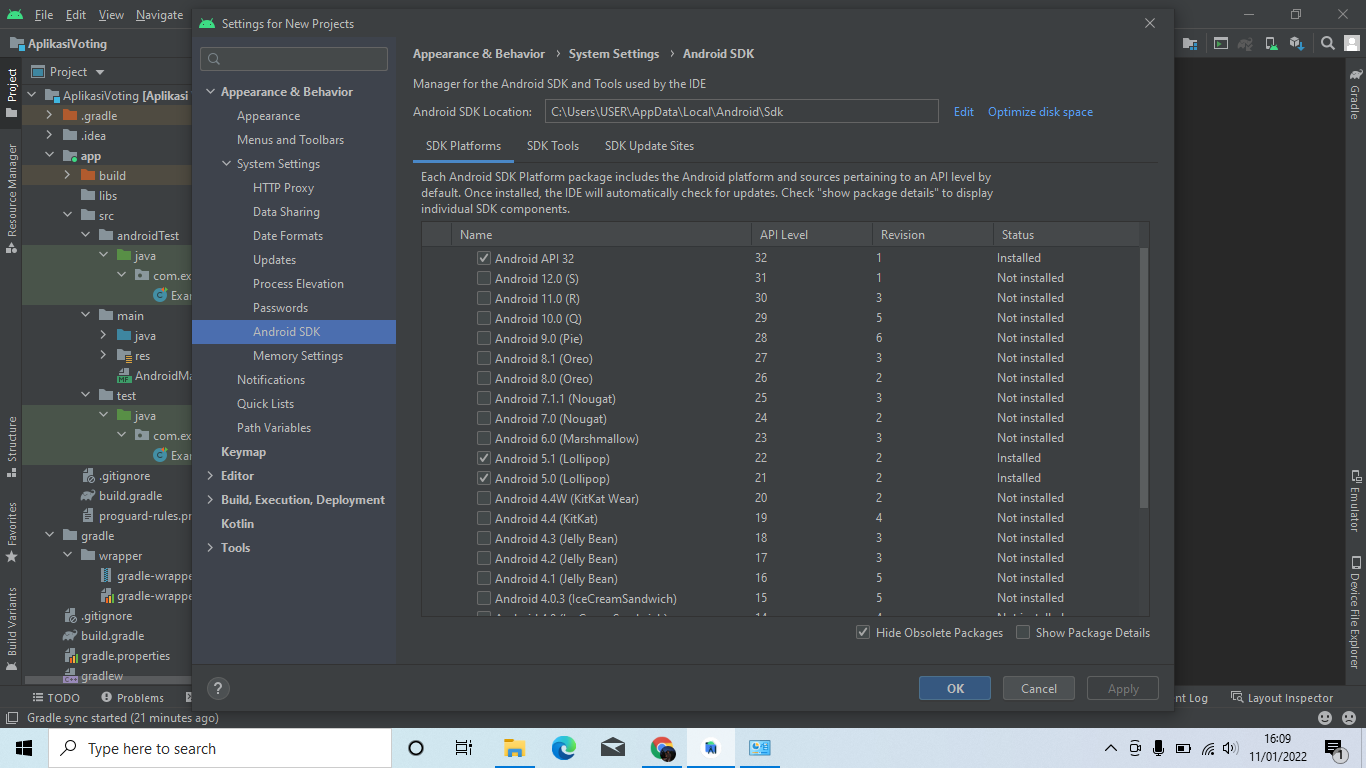 File Edit View Navigate
Settings for New Projects
AplikasiVoting
Project
AplikasiVoting [Aplikasi
.gradle
.idea
app
build
libs
src
androidTest
java
com.ex
Exar
main
java
res
AndroidMa
test
java
com.ex
Exar
.gitignore
build.gradle
proguard-rules.pr
gradle
wrapper
gradle-wrappe
gradle-wrappe
.gitignore
build.gradle
gradle.properties
gradlew
Project
Resource Manager
Structure
Favorites
Build Variants
Appearance & Behavior
Appearance
Menus and Toolbars
System Settings
HTTP Proxy
Data Sharing
Date Formats
Updates
Process Elevation
Passwords
Android SDK
Memory Settings
Notifications
Quick Lists
Path Variables
Keymap
Editor
Build, Execution, Deployment
Kotlin
Tools
Appearance & Behavior › System Settings › Android SDK
Manager for the Android SDK and Tools used by the IDE
Android SDK Location: C:\Users\USER\AppData\Local\Android\Sdk Edit Optimize disk space
SDK Platforms SDK Tools SDK Update Sites
Each Android SDK Platform package includes the Android platform and sources pertaining to an API level by
default. Once installed, the IDE will automatically check for updates. Check "show package details" to display
individual SDK components.
Name API Level Revision Status
Android API 32 32 1 Installed
Android 12.0 (S) 31 1 Not installed
Android 11.0 (R) 30 3 Not installed
Android 10.0 (Q) 29 5 Not installed
Android 9.0 (Pie) 28 6 Not installed
Android 8.1 (Oreo) 27 3 Not installed
Android 8.0 (Oreo) 26 2 Not installed
Android 7.1.1 (Nougat) 25 3 Not installed
Android 7.0 (Nougat) 24 2 Not installed
Android 6.0 (Marshmallow) 23 3 Not installed
Android 5.1 (Lollipop) 22 2 Installed
Android 5.0 (Lollipop) 21 2 Installed
Android 4.4W (KitKat Wear) 20 2 Not installed
Android 4.4 (KitKat) 19 4 Not installed
Android 4.3 (Jelly Bean) 18 3 Not installed
Android 4.2 (Jelly Bean) 17 3 Not installed
Android 4.1 (Jelly Bean) 16 5 Not installed
Android 4.0.3 (IceCreamSandwich) 15 5 Not installed
Hide Obsolete Packages Show Package Details
? OK Cancel Apply
Gradle
Emulator
Device File Explorer
TODO Problems nt Log Layout Inspector
Gradle sync started (21 minutes ago)
Type here to search
16:09
11/01/2022
1